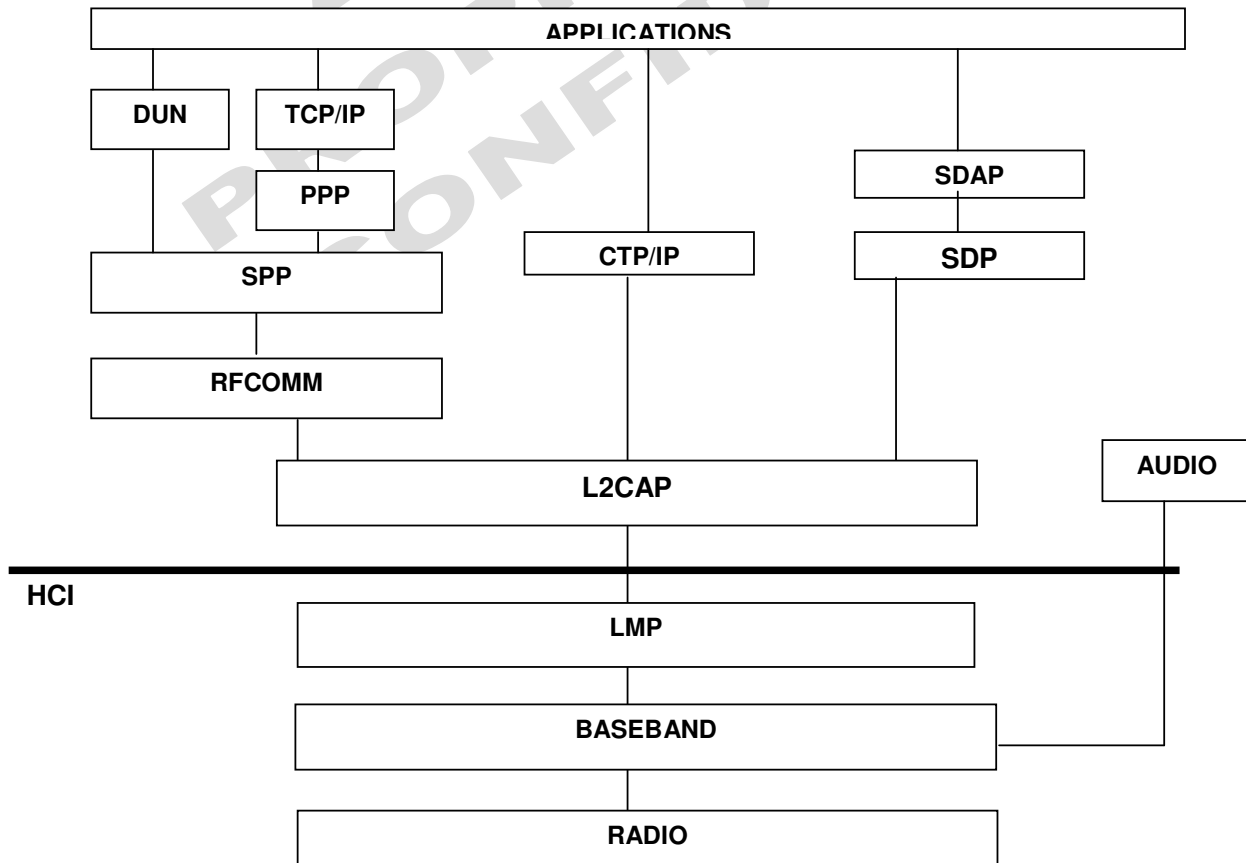 APPLICATIONS
DUN
TCP/IP
PPP
SDAP
SPP
CTP/IP
SDP
RFCOMM
L2CAP
AUDIO
HCI
LMP
BASEBAND
RADIO